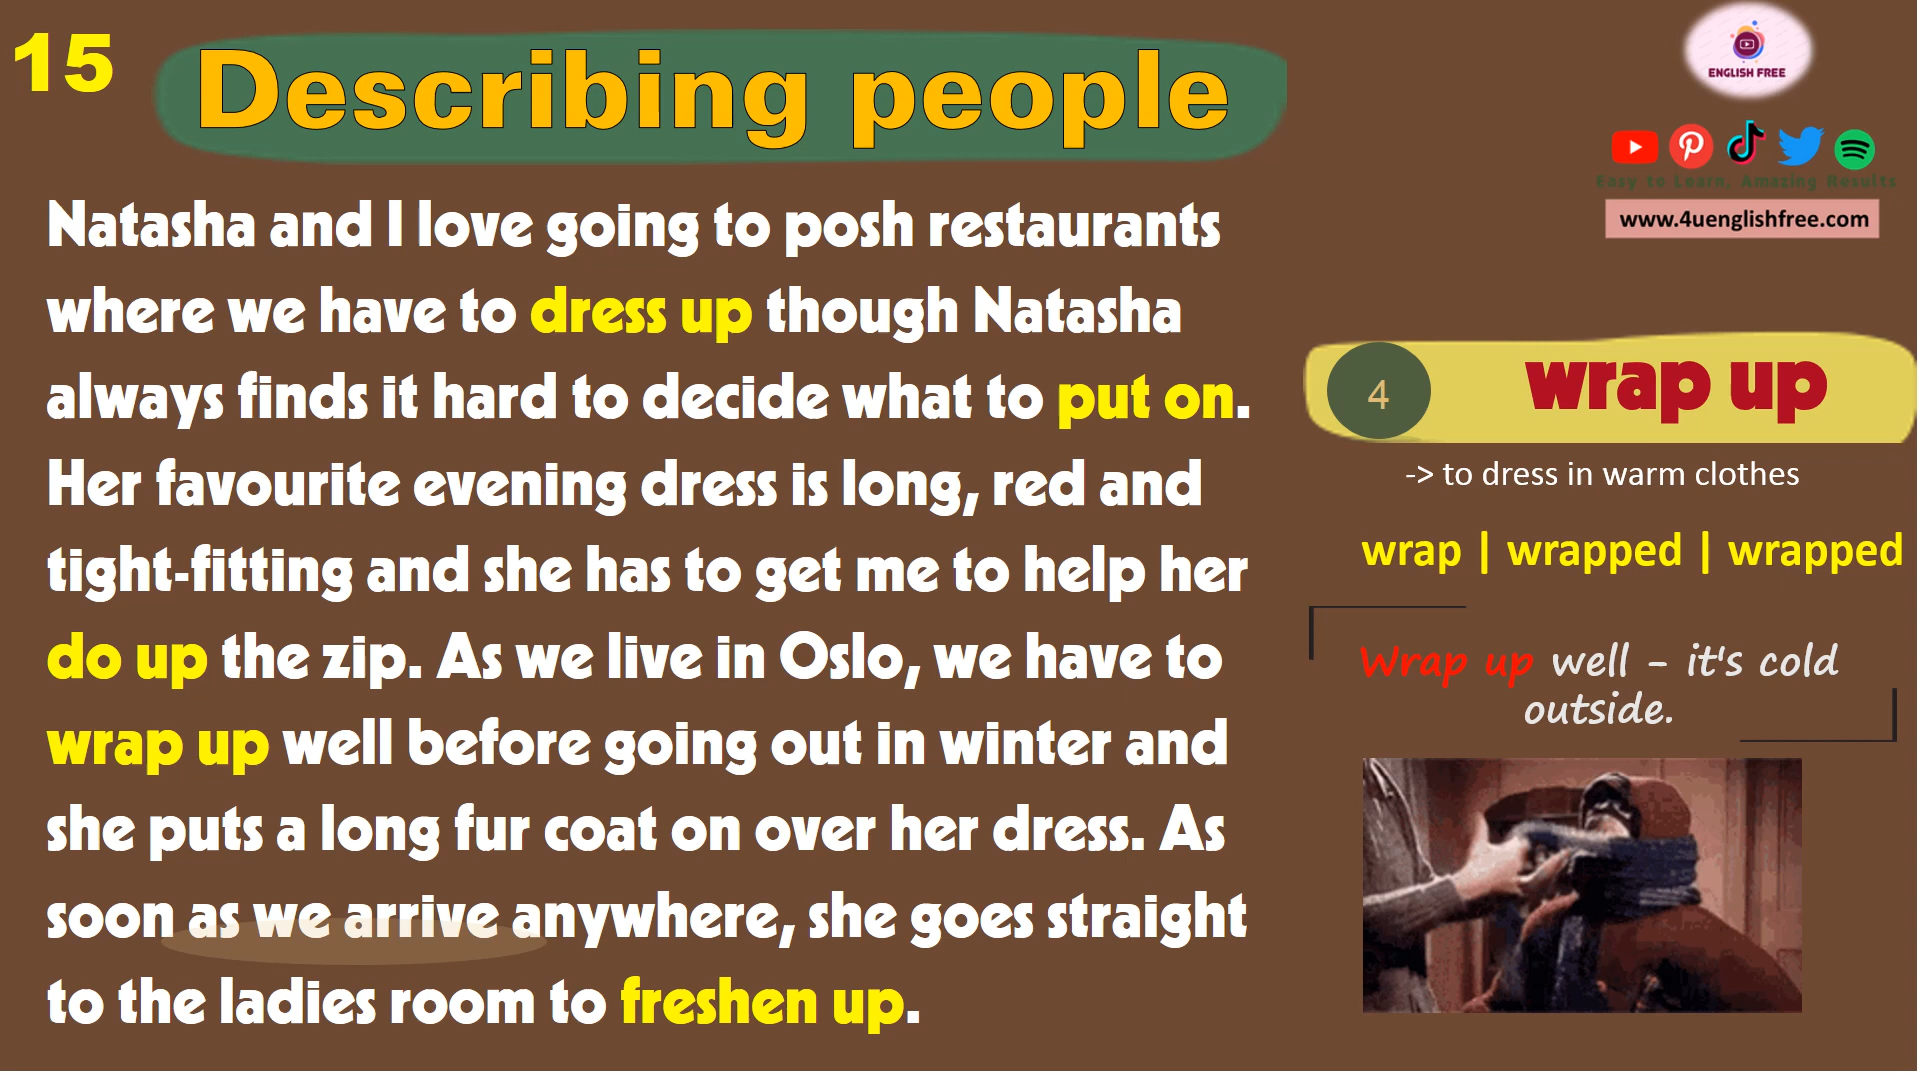 15
Describing people
Natasha and I love going to posh restaurants
where we have to dress up though Natasha
always finds it hard to decide what to put on.
Her favourite evening dress is long, red and
tight-fitting and she has to get me to help her
do up the zip. As we live in Oslo, we have to
wrap up well before going out in winter and
she puts a long fur coat on over her dress. As
soon as we arrive anywhere, she goes straight
to the ladies room to freshen up.
ENGLISH FREE
Easy to Learn, Amazing Results
www.4uenglishfree.com
4
wrap up
-> to dress in warm clothes
wrap | wrapped | wrapped
Wrap up well - it's cold
outside.